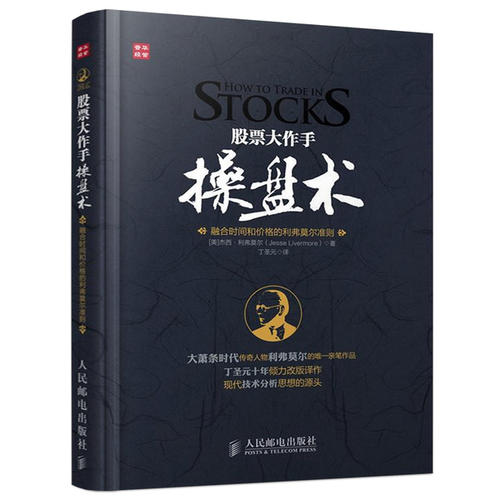 普华
经管
HOW TO TRADE IN
STOCKS
股票大作手
操盘术
融合时间和价格的利弗莫尔准则
[美]杰西·利弗莫尔（Jesse Livermore）著
丁圣元 译
大萧条时代传奇人物利弗莫尔的唯一亲笔作品
丁圣元十年倾力改版译作
现代技术分析思想的源头
人民邮电出版社
POSTS & TELECOM PRESS
股票大作手操盘术
融合时间和价格的利弗莫尔准则
人民邮电出版社